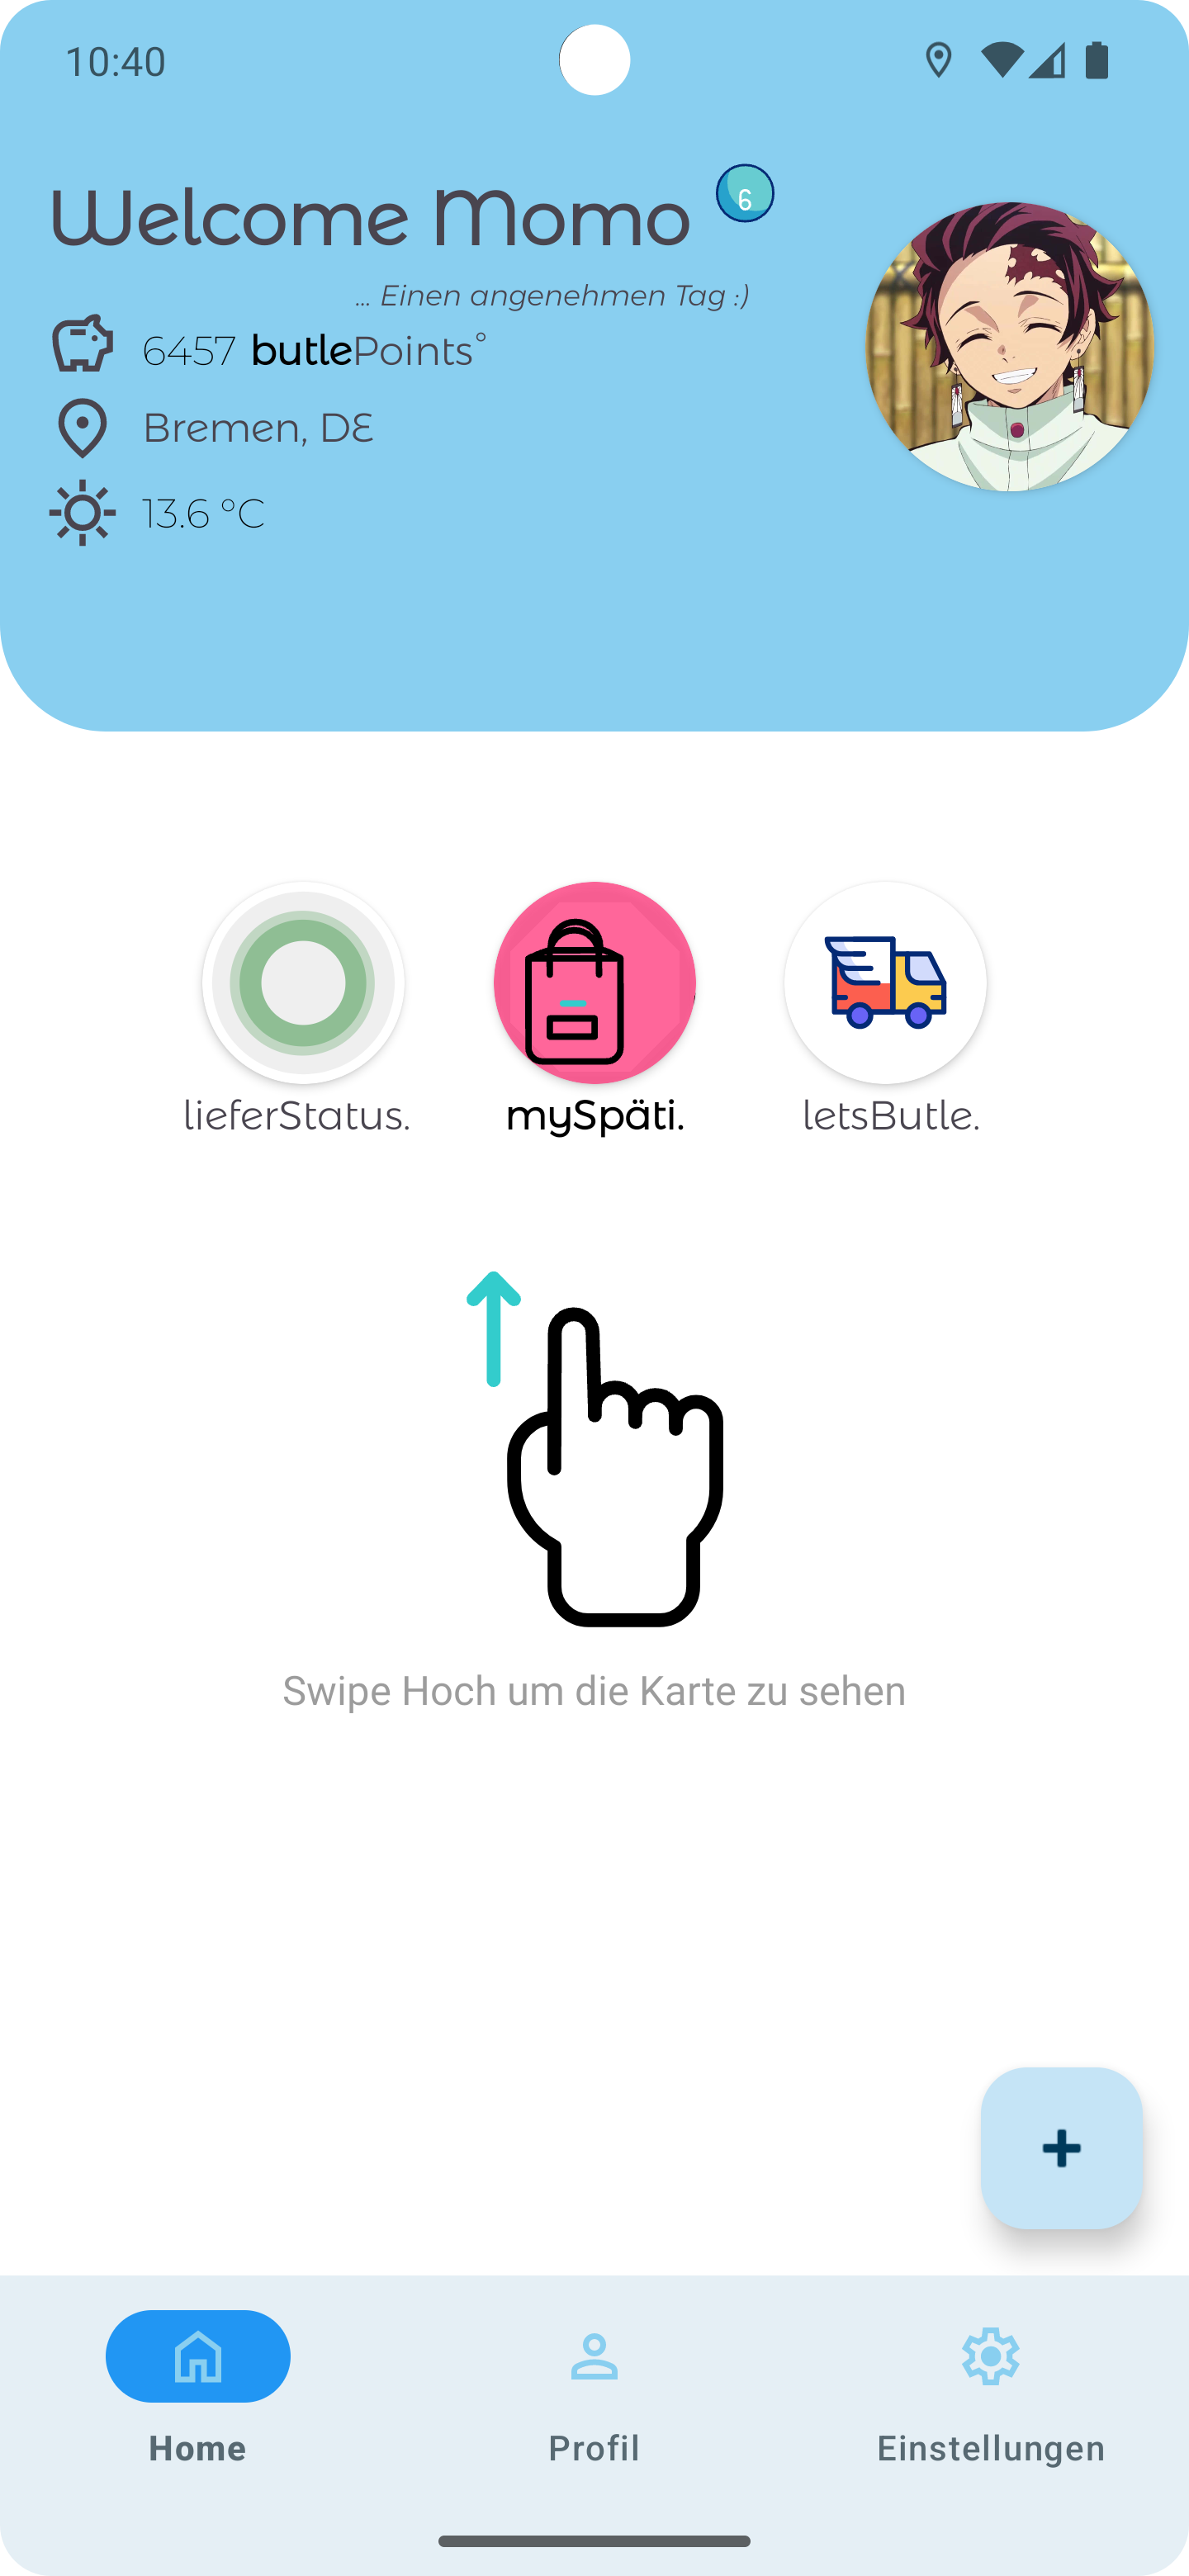 10:40
Welcome Momo 6
... Einen angenehmen Tag :)
6457 butlePoints°
Bremen, DE
13.6 °C
lieferStatus. mySpäti. letsButle.
Swipe Hoch um die Karte zu sehen
+
Home Profil Einstellungen